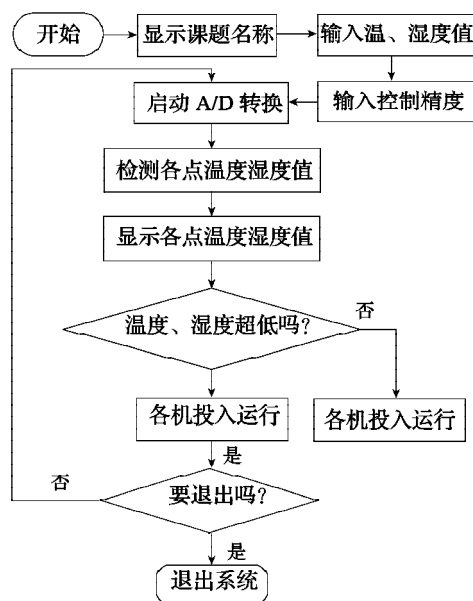 开始
显示课题名称
输入温、湿度值
启动 A/D 转换
输入控制精度
检测各点温度湿度值
显示各点温度湿度值
温度、湿度超低吗?
否
各机投入运行
各机投入运行
是
否
要退出吗?
是
退出系统